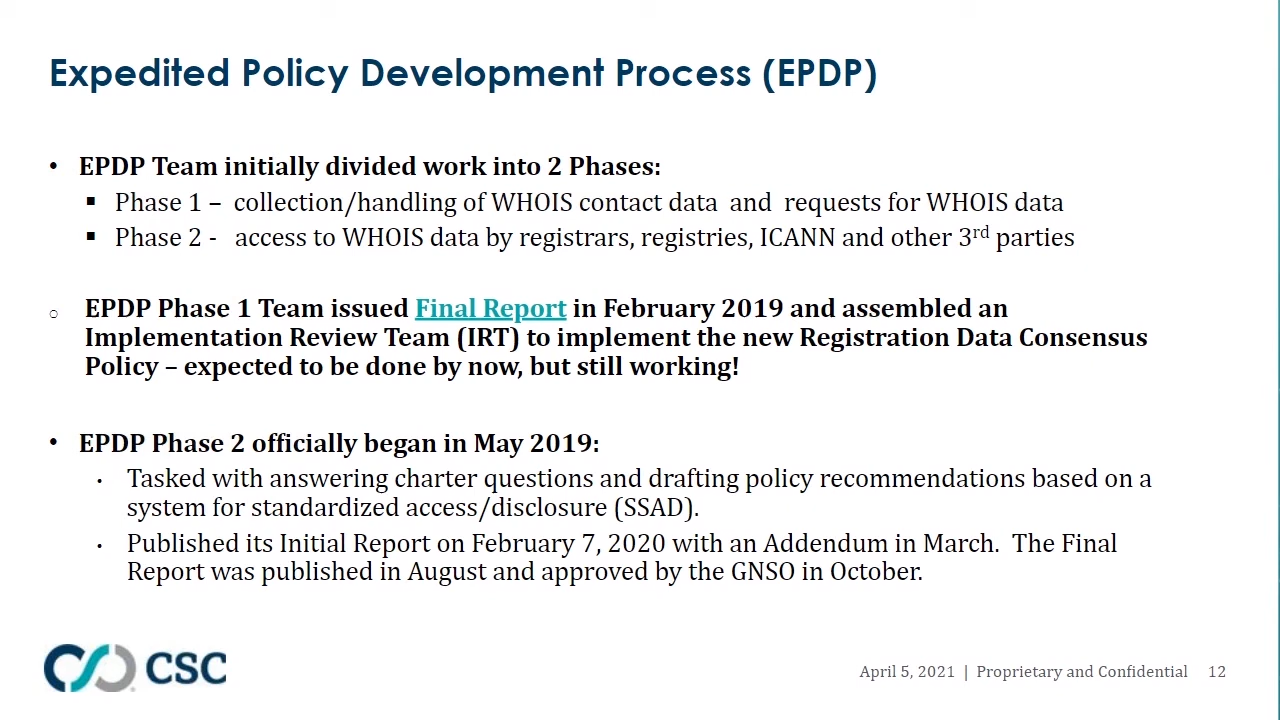 Expedited Policy Development Process (EPDP)
• EPDP Team initially divided work into 2 Phases:
▪ Phase 1 – collection/handling of WHOIS contact data and requests for WHOIS data
▪ Phase 2 - access to WHOIS data by registrars, registries, ICANN and other 3rd parties
○ EPDP Phase 1 Team issued Final Report in February 2019 and assembled an
Implementation Review Team (IRT) to implement the new Registration Data Consensus
Policy – expected to be done by now, but still working!
• EPDP Phase 2 officially began in May 2019:
• Tasked with answering charter questions and drafting policy recommendations based on a
system for standardized access/disclosure (SSAD).
• Published its Initial Report on February 7, 2020 with an Addendum in March. The Final
Report was published in August and approved by the GNSO in October.
CSC
April 5, 2021 | Proprietary and Confidential 12